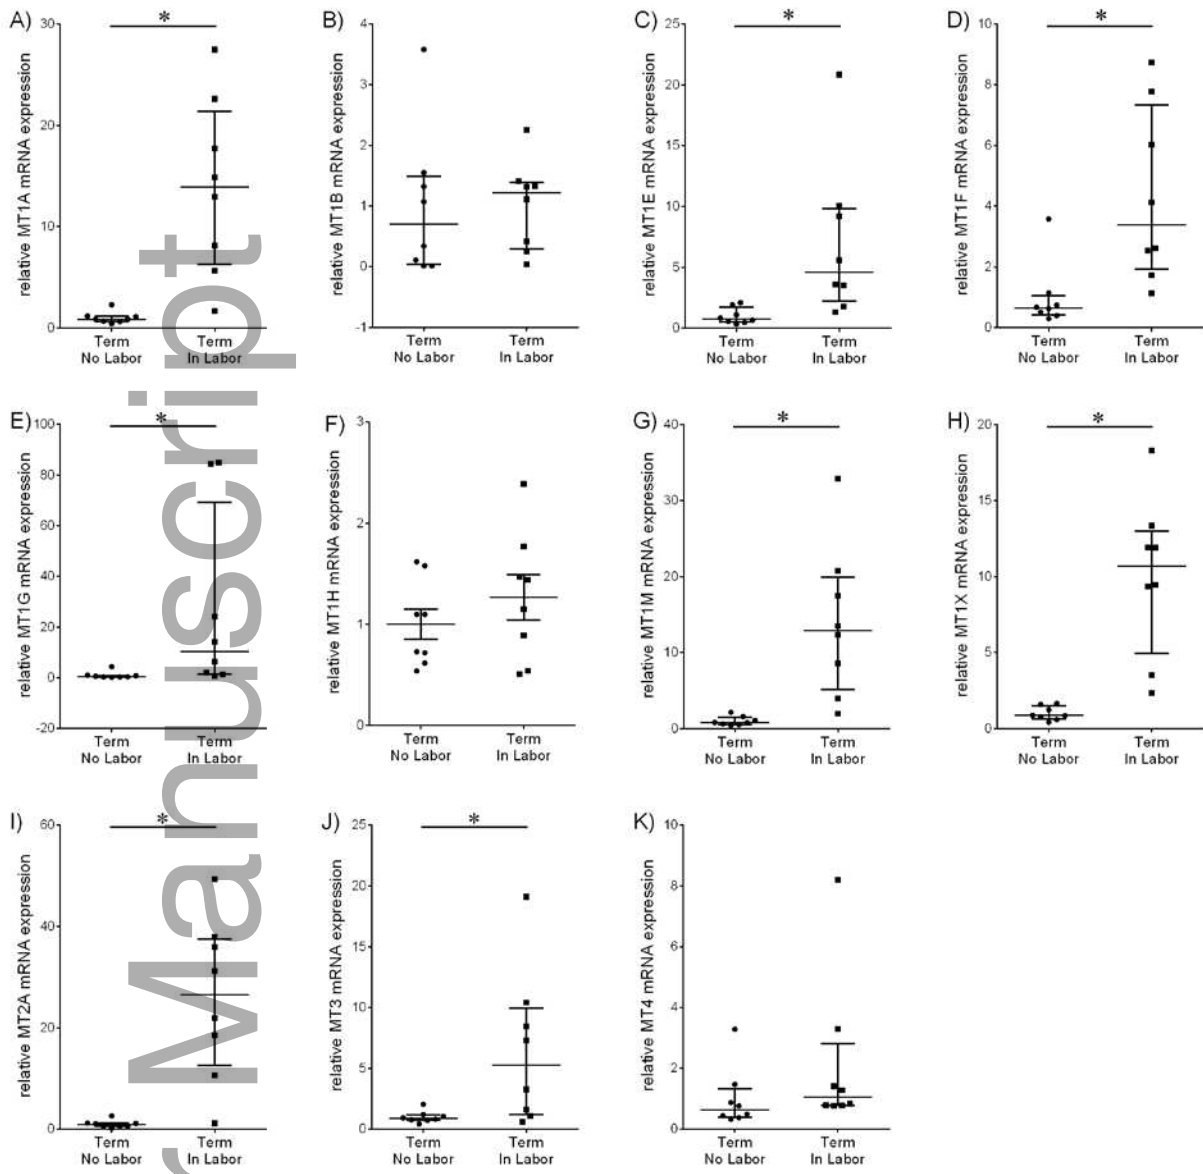 A)
*
relative MT1A mRNA expression
30
20
10
0
Term No Labor
Term In Labor
B)
relative MT1B mRNA expression
4
3
2
1
0
-1
Term No Labor
Term In Labor
C)
*
relative MT1E mRNA expression
25
20
15
10
5
0
Term No Labor
Term In Labor
D)
*
relative MT1F mRNA expression
10
8
6
4
2
0
Term No Labor
Term In Labor
E)
*
relative MT1G mRNA expression
100
80
60
40
20
0
-20
Term No Labor
Term In Labor
F)
relative MT1H mRNA expression
3
2
1
0
Term No Labor
Term In Labor
G)
*
relative MT1M mRNA expression
40
30
20
10
0
Term No Labor
Term In Labor
H)
*
relative MT1X mRNA expression
20
15
10
5
0
Term No Labor
Term In Labor
I)
*
relative MT2A mRNA expression
60
40
20
0
Term No Labor
Term In Labor
J)
*
relative MT3 mRNA expression
25
20
15
10
5
0
Term No Labor
Term In Labor
K)
relative MT4 mRNA expression
10
8
6
4
2
0
Term No Labor
Term In Labor
Manuscript